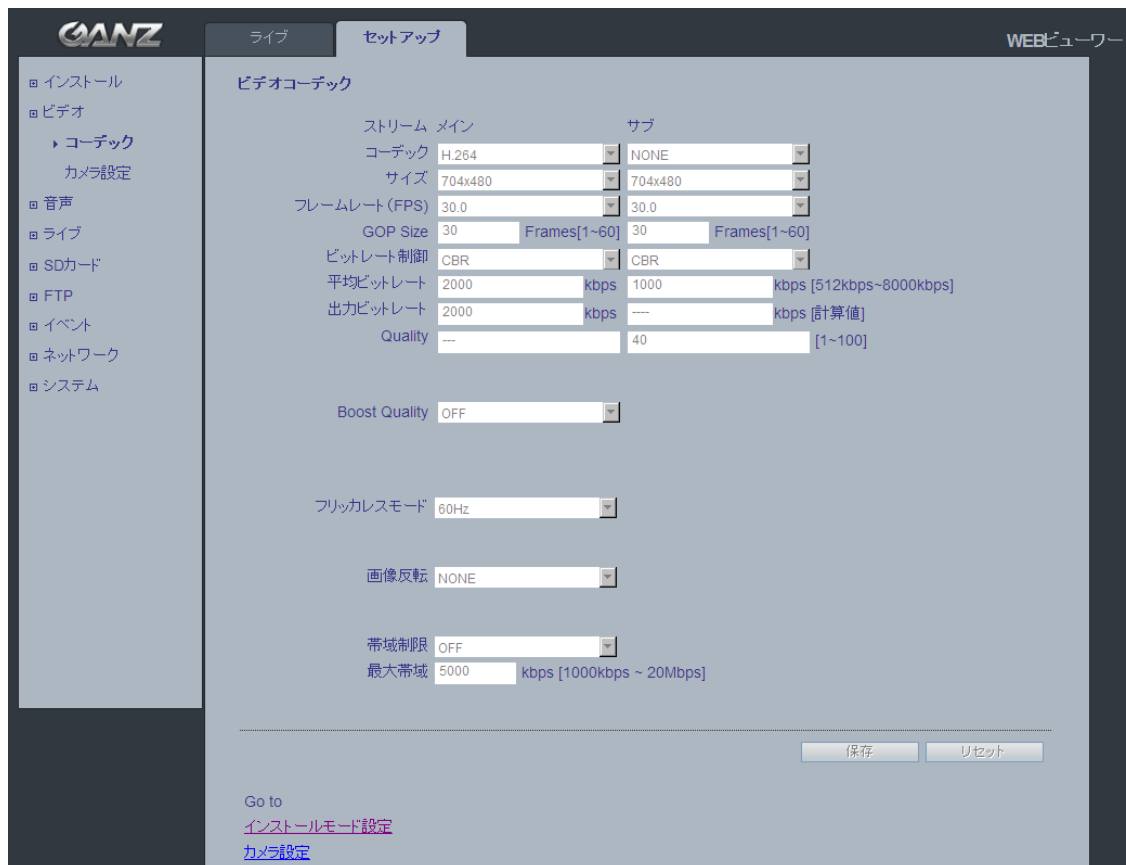 GANZ
ライブ
セットアップ
WEBビューワー
インストール
ビデオ
コーデック
カメラ設定
音声
ライブ
SDカード
FTP
イベント
ネットワーク
システム
ビデオコーデック
ストリーム メイン サブ
コーデック H.264 NONE
サイズ 704x480 704x480
フレームレート(FPS) 30.0 30.0
GOP Size 30 Frames[1~60] 30 Frames[1~60]
ビットレート制御 CBR CBR
平均ビットレート 2000 kbps 1000 kbps [512kbps~8000kbps]
出力ビットレート 2000 kbps ---- kbps [計算値]
Quality --- 40 [1~100]
Boost Quality OFF
フリッカレスモード 60Hz
画像反転 NONE
帯域制限 OFF
最大帯域 5000 kbps [1000kbps ~ 20Mbps]
保存 リセット
Go to
インストールモード設定
カメラ設定